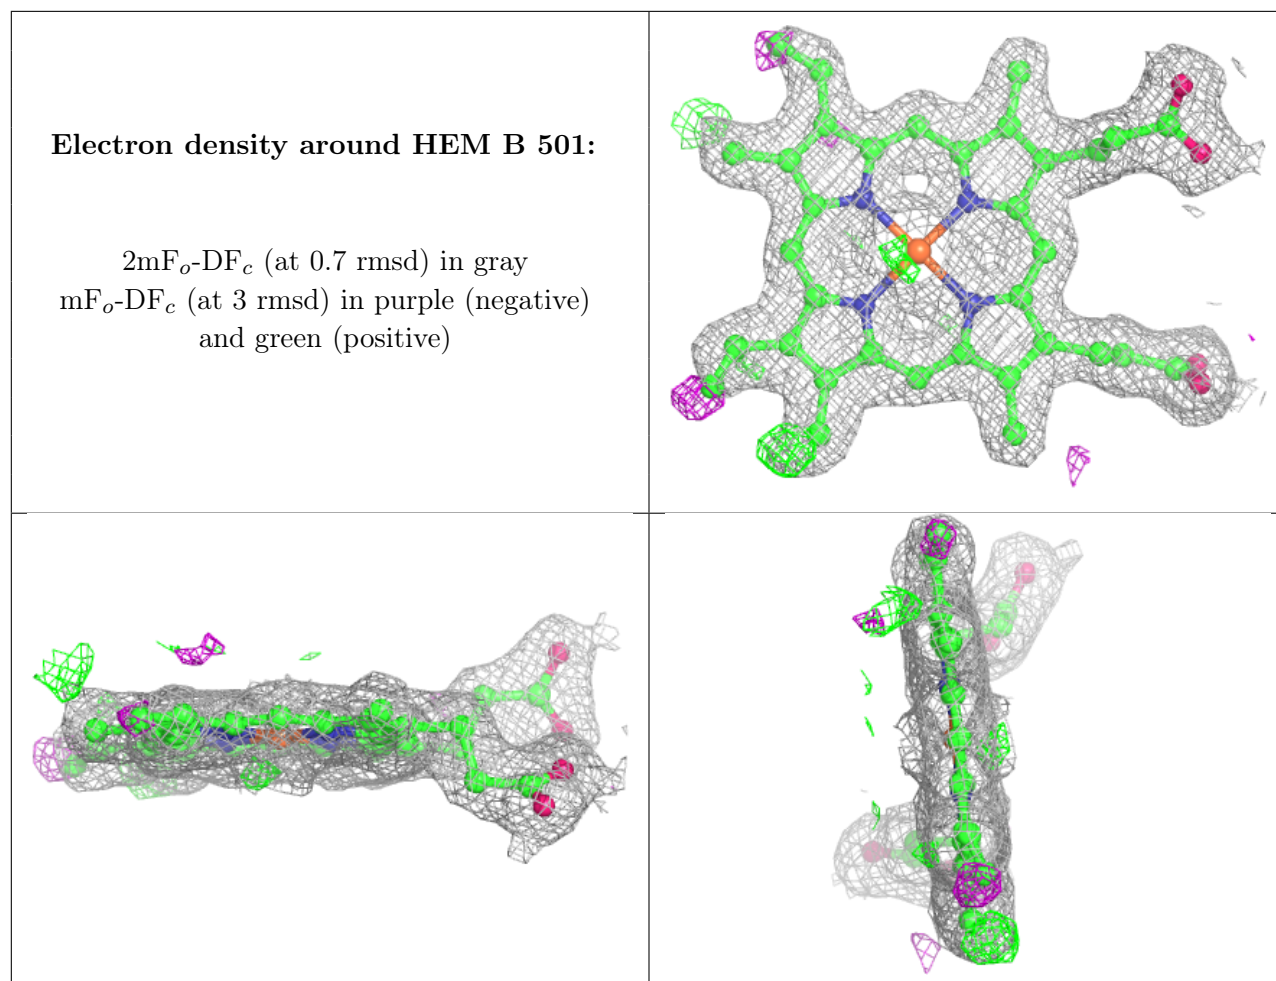 Electron density around HEM B 501:
2mFo-DFc (at 0.7 rmsd) in gray
mFo-DFc (at 3 rmsd) in purple (negative)
and green (positive)